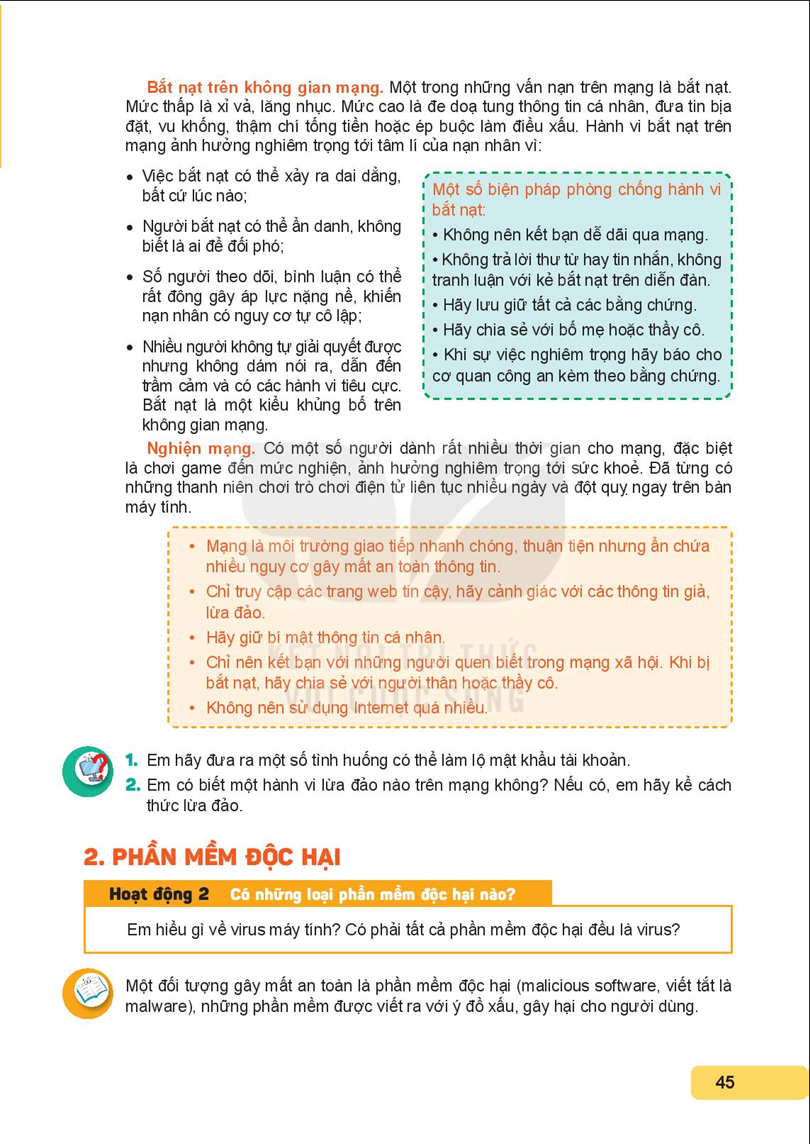 Bắt nạt trên không gian mạng. Một trong những vấn nạn trên mạng là bắt nạt.
Mức thấp là xỉ vả, lăng nhục. Mức cao là đe doạ tung thông tin cá nhân, đưa tin bịa
đặt, vu khống, thậm chí tống tiền hoặc ép buộc làm điều xấu. Hành vi bắt nạt trên
mạng ảnh hưởng nghiêm trọng tới tâm lí của nạn nhân vì:
• Việc bắt nạt có thể xảy ra dai dẳng,
bất cứ lúc nào;
• Người bắt nạt có thể ẩn danh, không
biết là ai để đối phó;
• Số người theo dõi, bình luận có thể
rất đông gây áp lực nặng nề, khiến
nạn nhân có nguy cơ tự cô lập;
• Nhiều người không tự giải quyết được
nhưng không dám nói ra, dẫn đến
trầm cảm và có các hành vi tiêu cực.
Bắt nạt là một kiểu khủng bố trên
không gian mạng.
Một số biện pháp phòng chống hành vi
bắt nạt:
• Không nên kết bạn dễ dãi qua mạng.
• Không trả lời thư từ hay tin nhắn, không
tranh luận với kẻ bắt nạt trên diễn đàn.
• Hãy lưu giữ tất cả các bằng chứng.
• Hãy chia sẻ với bố mẹ hoặc thầy cô.
• Khi sự việc nghiêm trọng hãy báo cho
cơ quan công an kèm theo bằng chứng.
Nghiện mạng. Có một số người dành rất nhiều thời gian cho mạng, đặc biệt
là chơi game đến mức nghiện, ảnh hưởng nghiêm trọng tới sức khoẻ. Đã từng có
những thanh niên chơi trò chơi điện tử liên tục nhiều ngày và đột quỵ ngay trên bàn
máy tính.
• Mạng là môi trường giao tiếp nhanh chóng, thuận tiện nhưng ẩn chứa
nhiều nguy cơ gây mất an toàn thông tin.
• Chỉ truy cập các trang web tin cậy, hãy cảnh giác với các thông tin giả,
lừa đảo.
• Hãy giữ bí mật thông tin cá nhân.
• Chỉ nên kết bạn với những người quen biết trong mạng xã hội. Khi bị
bắt nạt, hãy chia sẻ với người thân hoặc thầy cô.
• Không nên sử dụng Internet quá nhiều.
KẾT NỐI TRI THỨC
VỚI CUỘC SỐNG
1. Em hãy đưa ra một số tình huống có thể làm lộ mật khẩu tài khoản.
2. Em có biết một hành vi lừa đảo nào trên mạng không? Nếu có, em hãy kể cách
thức lừa đảo.
2. PHẦN MỀM ĐỘC HẠI
Hoạt động 2 Có những loại phần mềm độc hại nào?
Em hiểu gì về virus máy tính? Có phải tất cả phần mềm độc hại đều là virus?
Một đối tượng gây mất an toàn là phần mềm độc hại (malicious software, viết tắt là
malware), những phần mềm được viết ra với ý đồ xấu, gây hại cho người dùng.
45